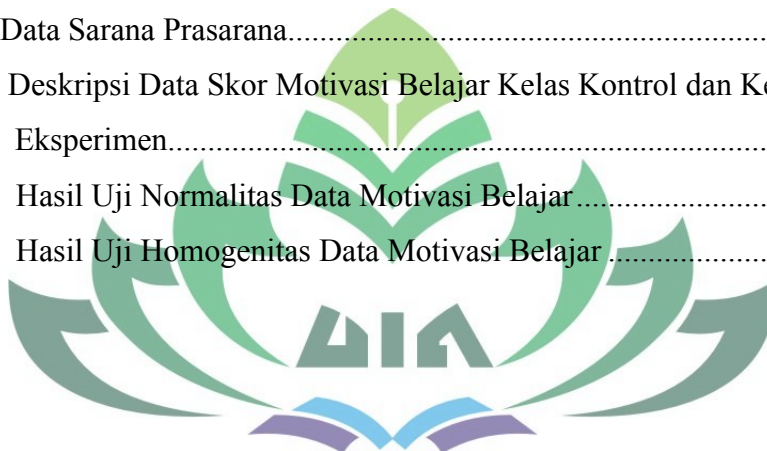 Data Sarana Prasarana..........................................................
Deskripsi Data Skor Motivasi Belajar Kelas Kontrol dan
Eksperimen..........................................................................
Hasil Uji Normalitas Data Motivasi Belajar........................
Hasil Uji Homogenitas Data Motivasi Belajar ....................